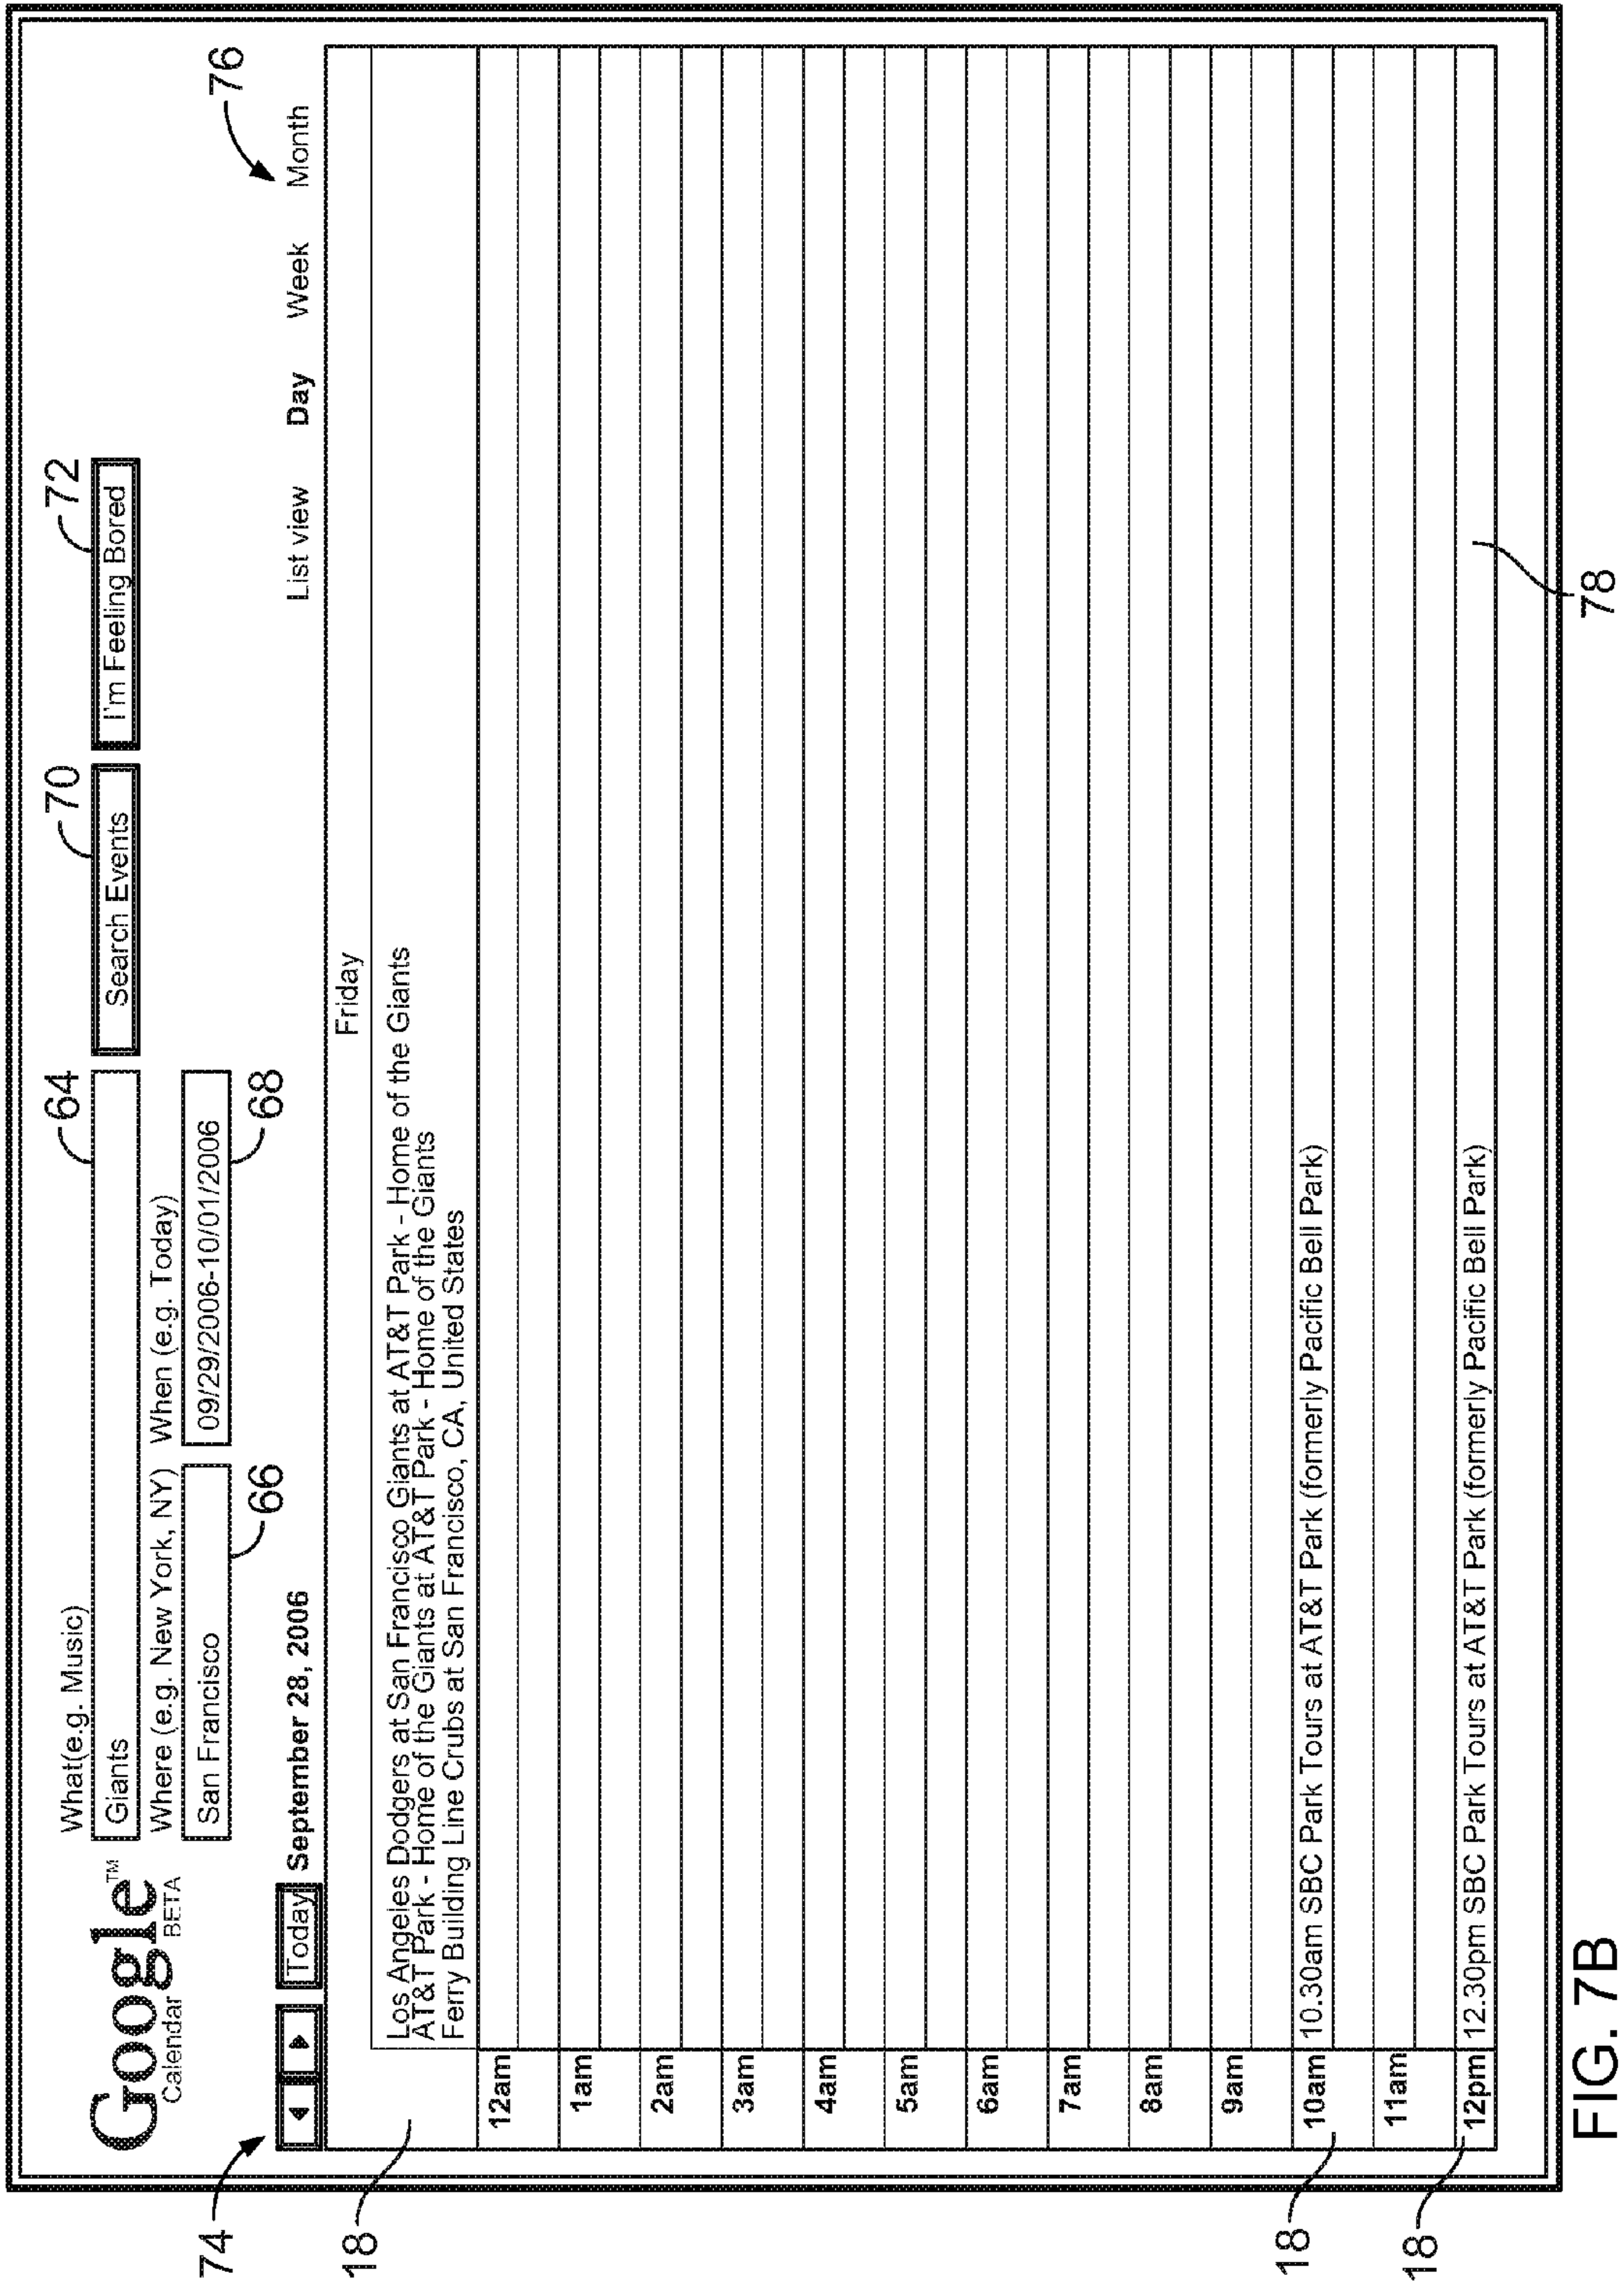 64
70
72
What(e.g. Music)
Google™
Calendar BETA
Giants
Search Events
I'm Feeling Bored
Where (e.g. New York, NY) When (e.g. Today)
San Francisco
09/29/2006-10/01/2006
66
68
76
74
Today September 28, 2006
List view Day Week Month
Friday
18
Los Angeles Dodgers at San Francisco Giants at AT&T Park - Home of the Giants
AT&T Park - Home of the Giants at AT&T Park - Home of the Giants
Ferry Building Line Crubs at San Francisco, CA, United States
12am
1am
2am
3am
4am
5am
6am
7am
8am
9am
18
10am 10.30am SBC Park Tours at AT&T Park (formerly Pacific Bell Park)
11am
18
12pm 12.30pm SBC Park Tours at AT&T Park (formerly Pacific Bell Park)
78
FIG. 7B